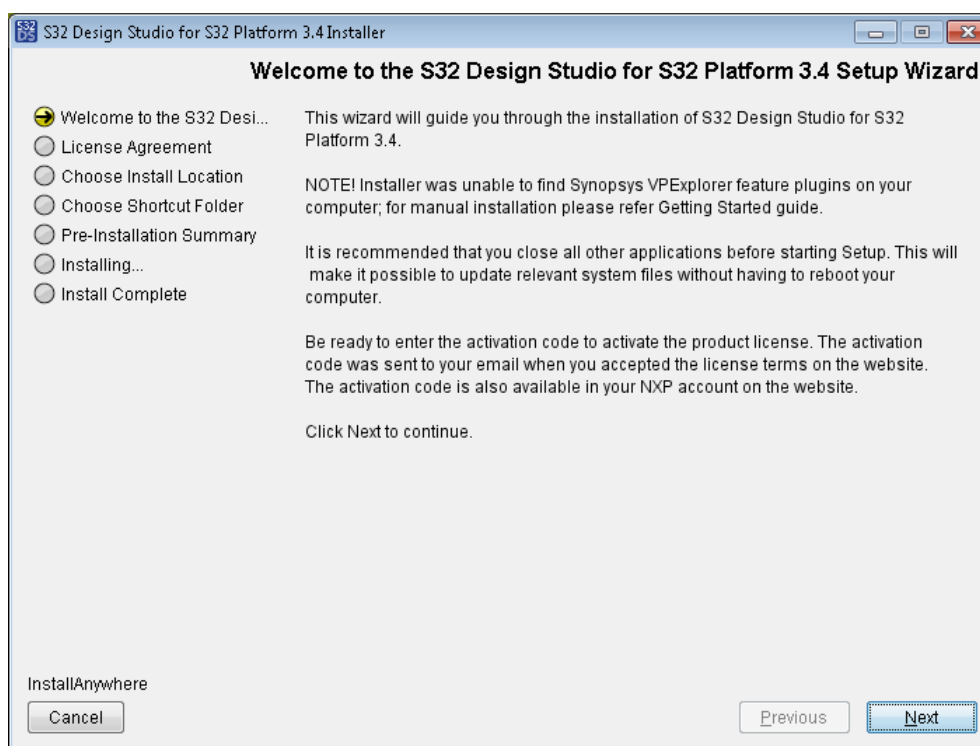 S32 DS
S32 Design Studio for S32 Platform 3.4 Installer
Welcome to the S32 Design Studio for S32 Platform 3.4 Setup Wizard
Welcome to the S32 Desi...
License Agreement
Choose Install Location
Choose Shortcut Folder
Pre-Installation Summary
Installing...
Install Complete
This wizard will guide you through the installation of S32 Design Studio for S32
Platform 3.4.
NOTE! Installer was unable to find Synopsys VPExplorer feature plugins on your
computer; for manual installation please refer Getting Started guide.
It is recommended that you close all other applications before starting Setup. This will
make it possible to update relevant system files without having to reboot your
computer.
Be ready to enter the activation code to activate the product license. The activation
code was sent to your email when you accepted the license terms on the website.
The activation code is also available in your NXP account on the website.
Click Next to continue.
InstallAnywhere
Cancel
Previous
Next